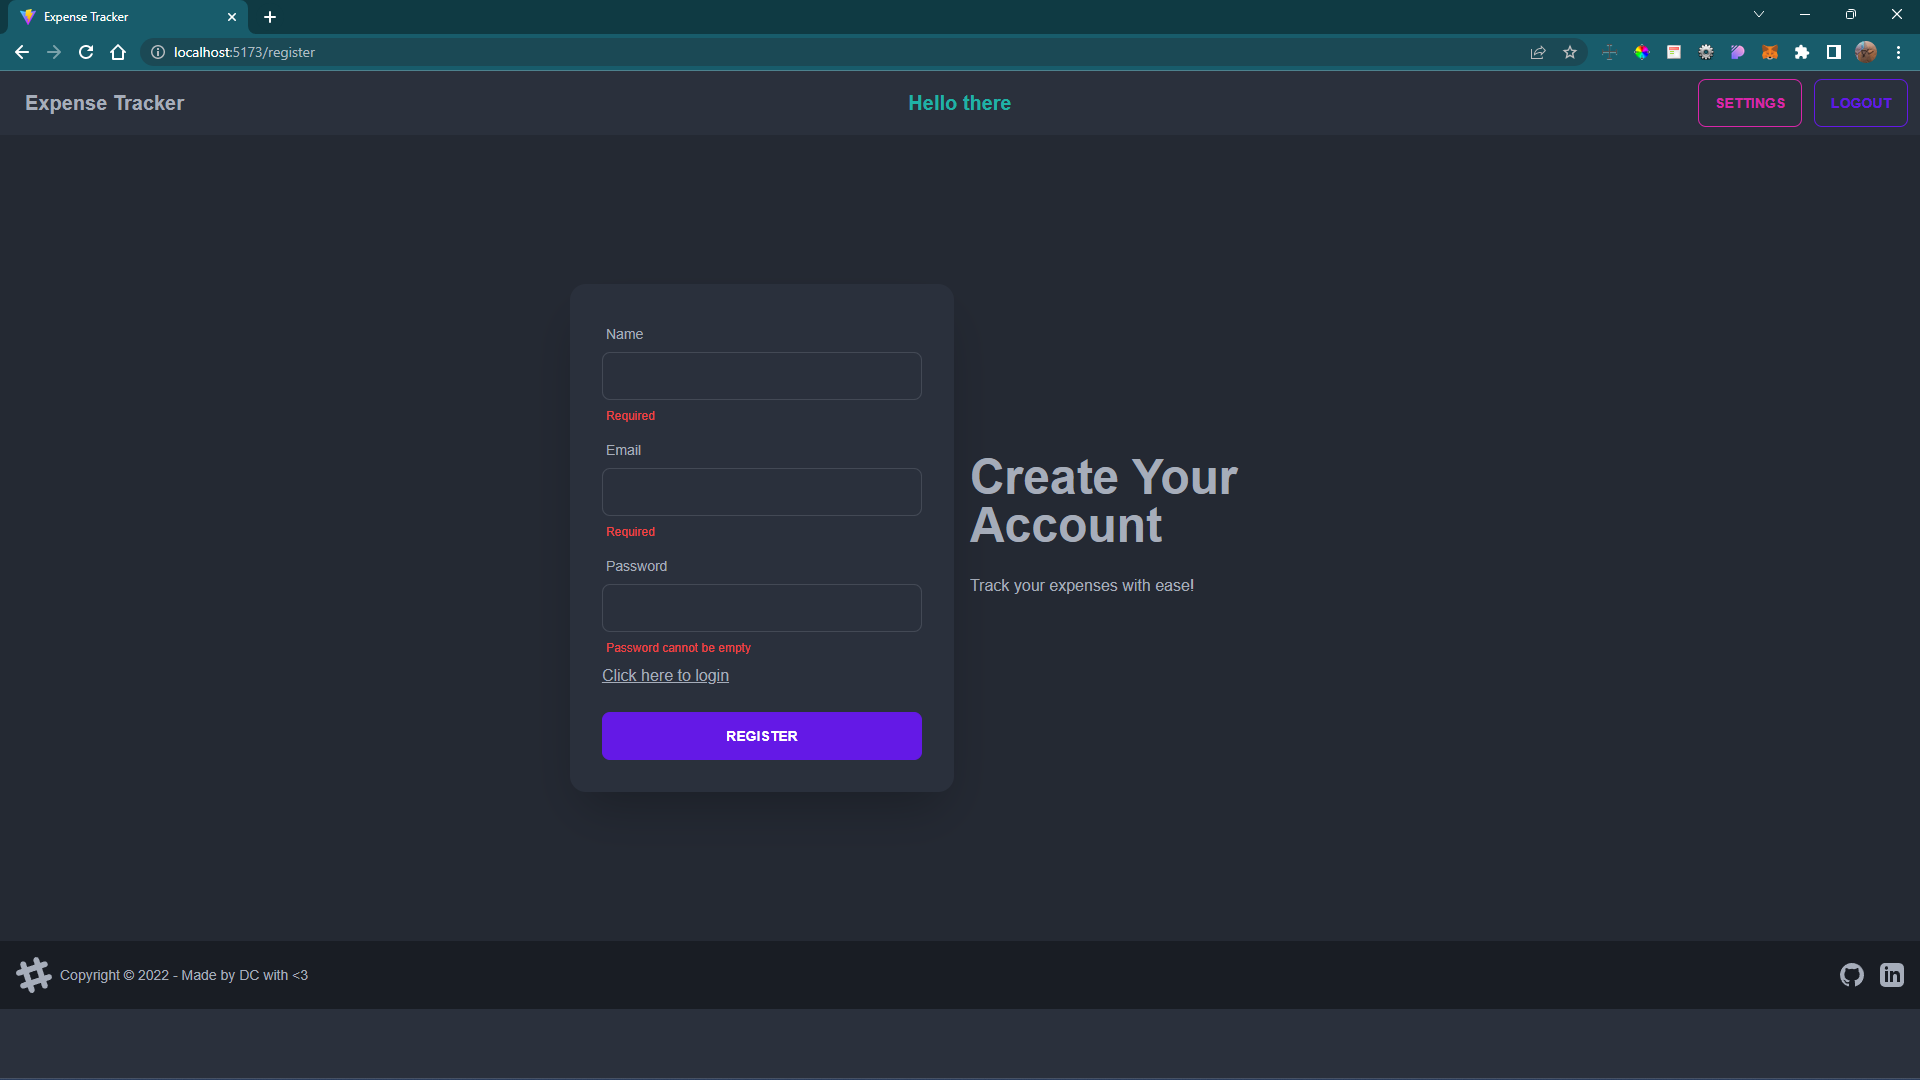 Expense Tracker
localhost:5173/register
Expense Tracker
Hello there
SETTINGS
LOGOUT
Name
Required
Email
Required
Password
Password cannot be empty
Click here to login
REGISTER
Create Your
Account
Track your expenses with ease!
Copyright © 2022 - Made by DC with <3
in